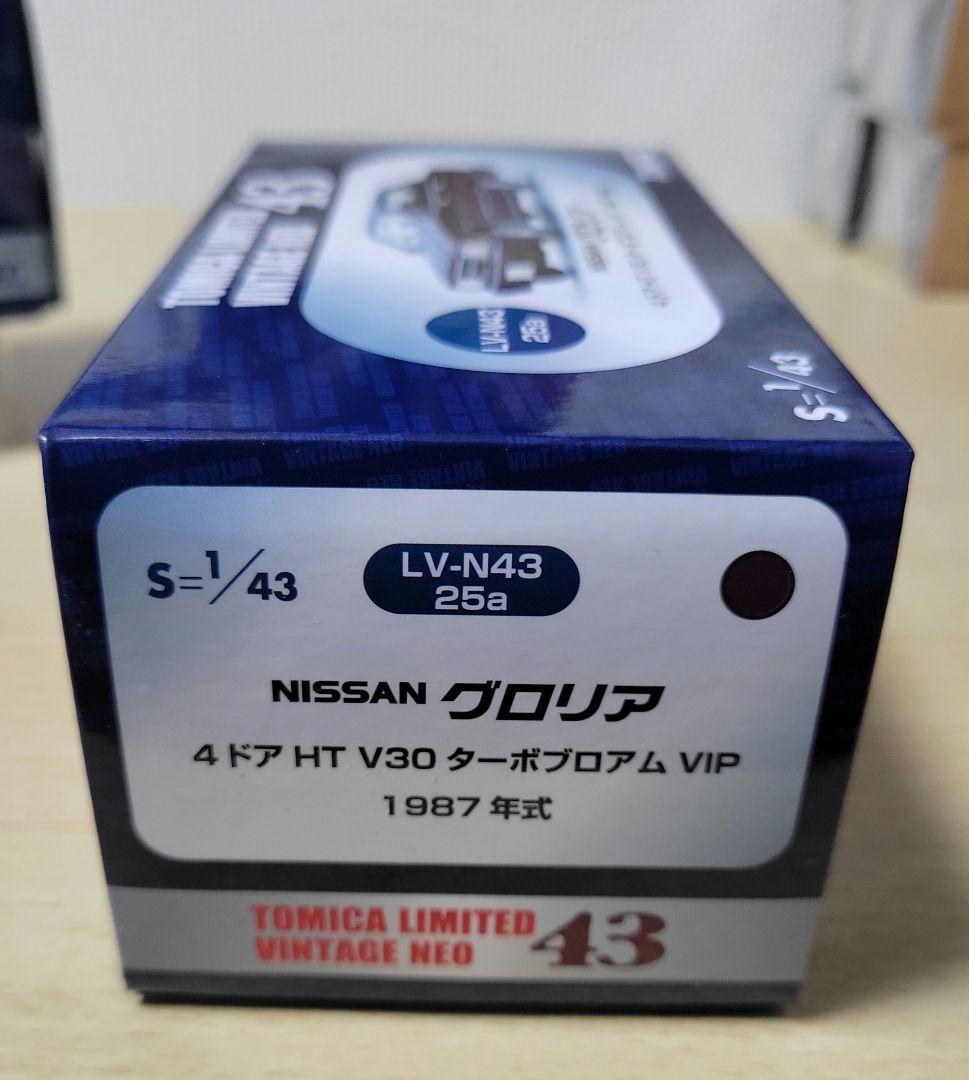 TOMICA LIMITED
VINTAGE NEO 43
LV-N43
25a
S=1/43
S=1/43
LV-N43
25a
NISSAN グロリア
4ドア HT V30 ターボブロアム VIP
1987年式
TOMICA LIMITED
VINTAGE NEO 43